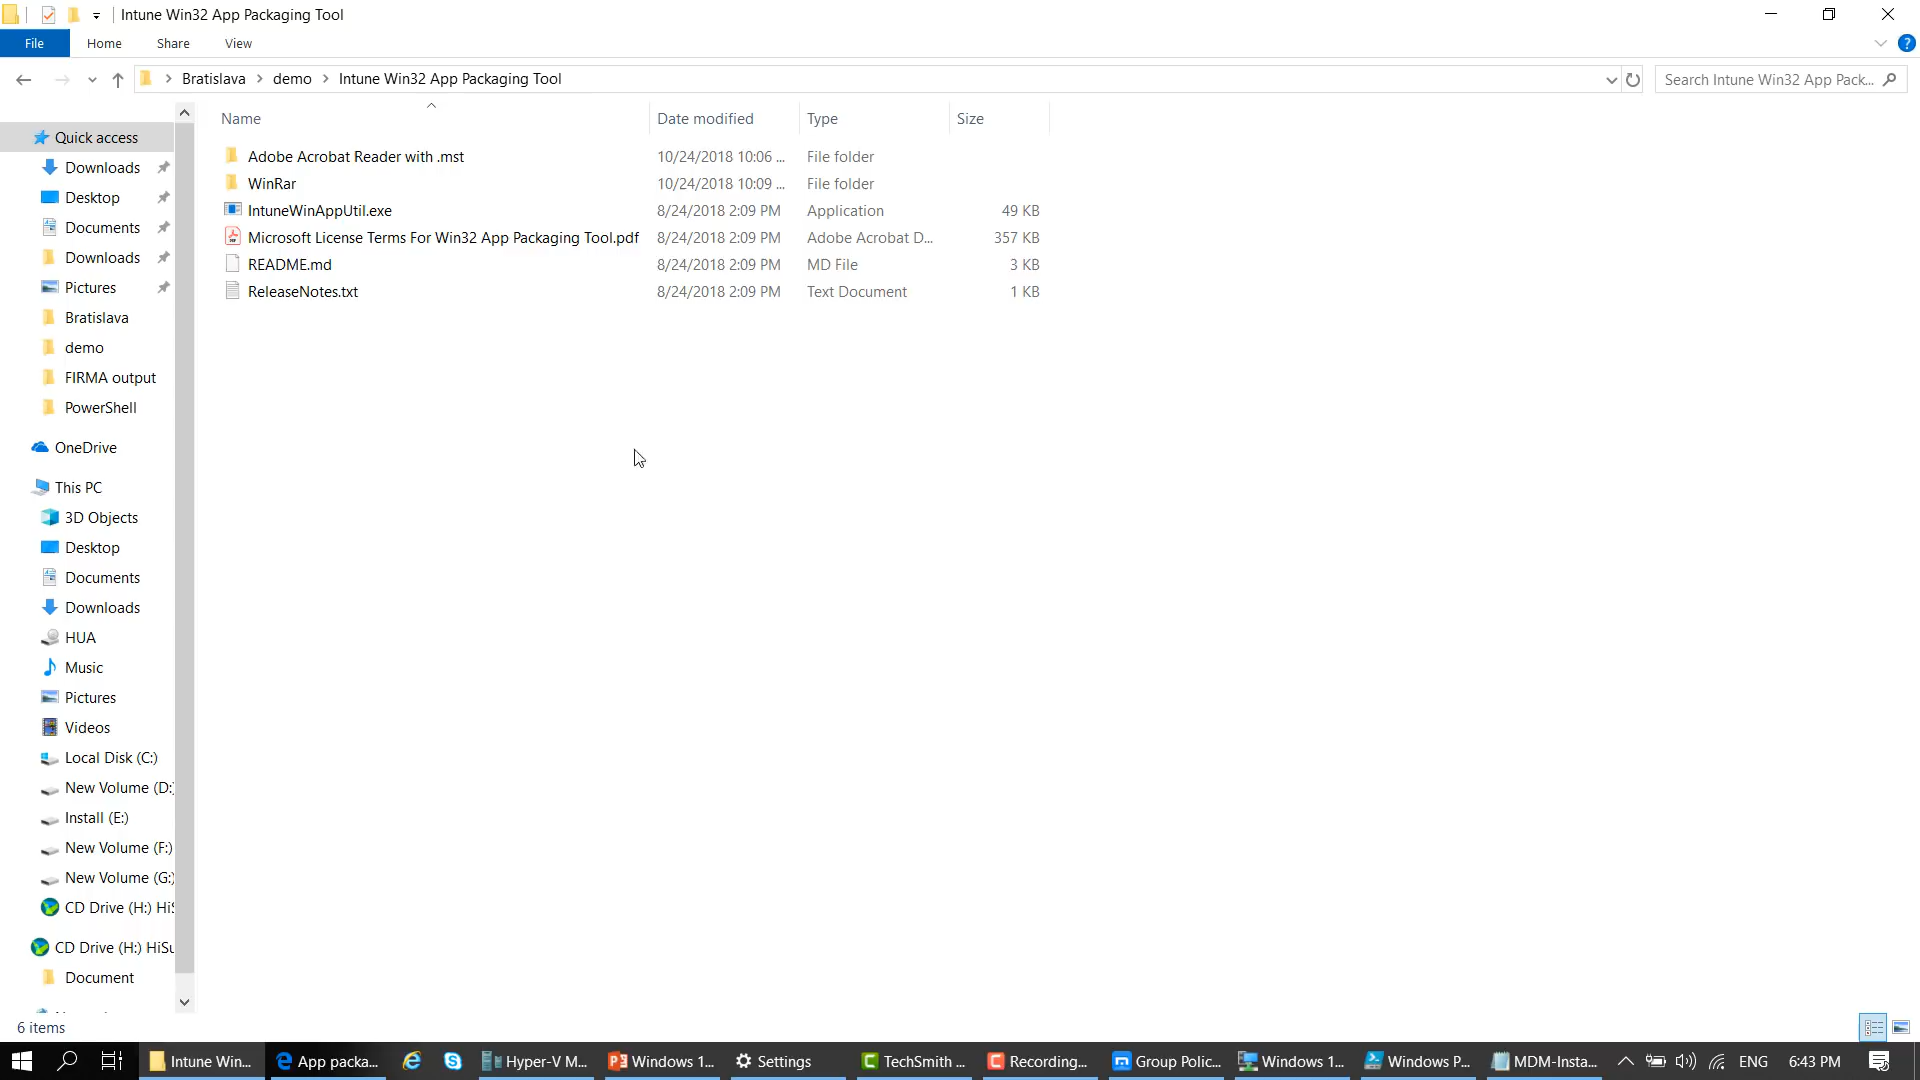 Intune Win32 App Packaging Tool
File Home Share View
Bratislava demo Intune Win32 App Packaging Tool
Search Intune Win32 App Pack...
Name Date modified Type Size
Adobe Acrobat Reader with .mst 10/24/2018 10:06 ... File folder
WinRar 10/24/2018 10:09 ... File folder
IntuneWinAppUtil.exe 8/24/2018 2:09 PM Application 49 KB
Microsoft License Terms For Win32 App Packaging Tool.pdf 8/24/2018 2:09 PM Adobe Acrobat D... 357 KB
README.md 8/24/2018 2:09 PM MD File 3 KB
ReleaseNotes.txt 8/24/2018 2:09 PM Text Document 1 KB
Quick access
Downloads
Desktop
Documents
Downloads
Pictures
Bratislava
demo
FIRMA output
PowerShell
OneDrive
This PC
3D Objects
Desktop
Documents
Downloads
HUA
Music
Pictures
Videos
Local Disk (C:)
New Volume (D:)
Install (E:)
New Volume (F:)
New Volume (G:)
CD Drive (H:) HiS
CD Drive (H:) HiSu
Document
6 items
Intune Win... App packa... Hyper-V M... Windows 1... Settings TechSmith ... Recording... Group Polic... Windows 1... Windows P... MDM-Insta... ENG 6:43 PM